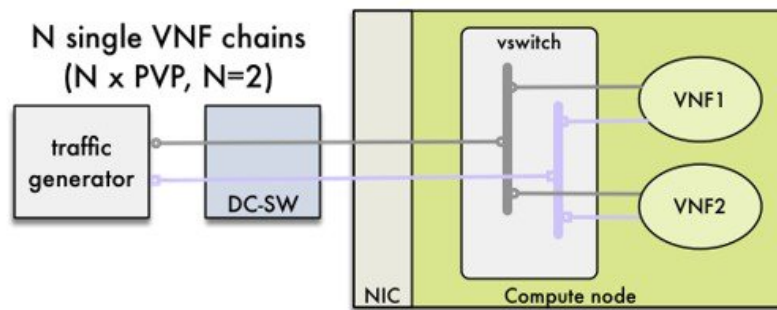 N single VNF chains
(N x PVP, N=2)
traffic
generator
DC-SW
NIC
vswitch
VNF1
VNF2
Compute node